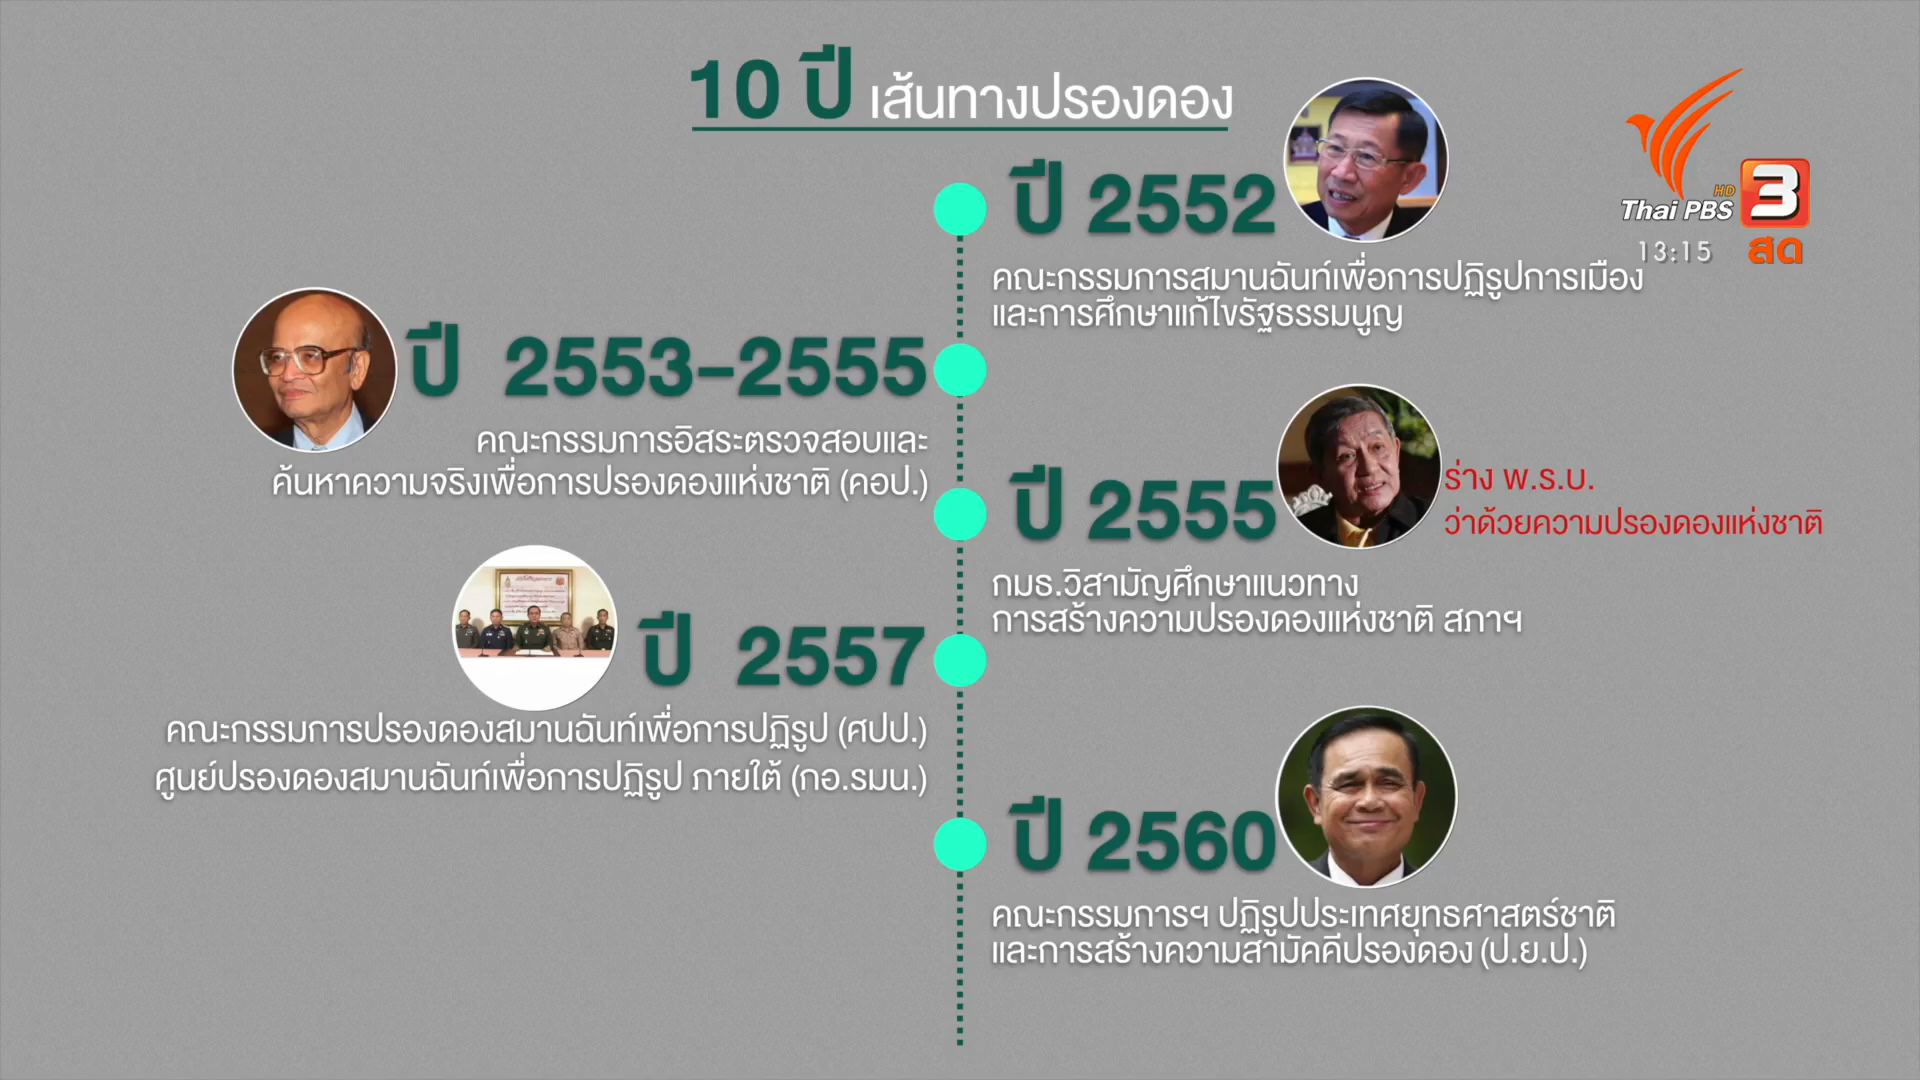 10 ปี เส้นทางปรองดอง
HD
Thai PBS 3
13:15 สด
ปี 2552
คณะกรรมการสมานฉันท์เพื่อการปฏิรูปการเมือง
และการศึกษาแก้ไขรัฐธรรมนูญ
ปี 2553-2555
คณะกรรมการอิสระตรวจสอบและ
ค้นหาความจริงเพื่อการปรองดองแห่งชาติ (คอป.)
ปี 2555
ร่าง พ.ร.บ.
ว่าด้วยความปรองดองแห่งชาติ
กมธ.วิสามัญศึกษาแนวทาง
การสร้างความปรองดองแห่งชาติ สภาฯ
ปี 2557
คณะกรรมการปรองดองสมานฉันท์เพื่อการปฏิรูป (ศปป.)
ศูนย์ปรองดองสมานฉันท์เพื่อการปฏิรูป ภายใต้ (กอ.รมน.)
ปี 2560
คณะกรรมการฯ ปฏิรูปประเทศยุทธศาสตร์ชาติ
และการสร้างความสามัคคีปรองดอง (ป.ย.ป.)